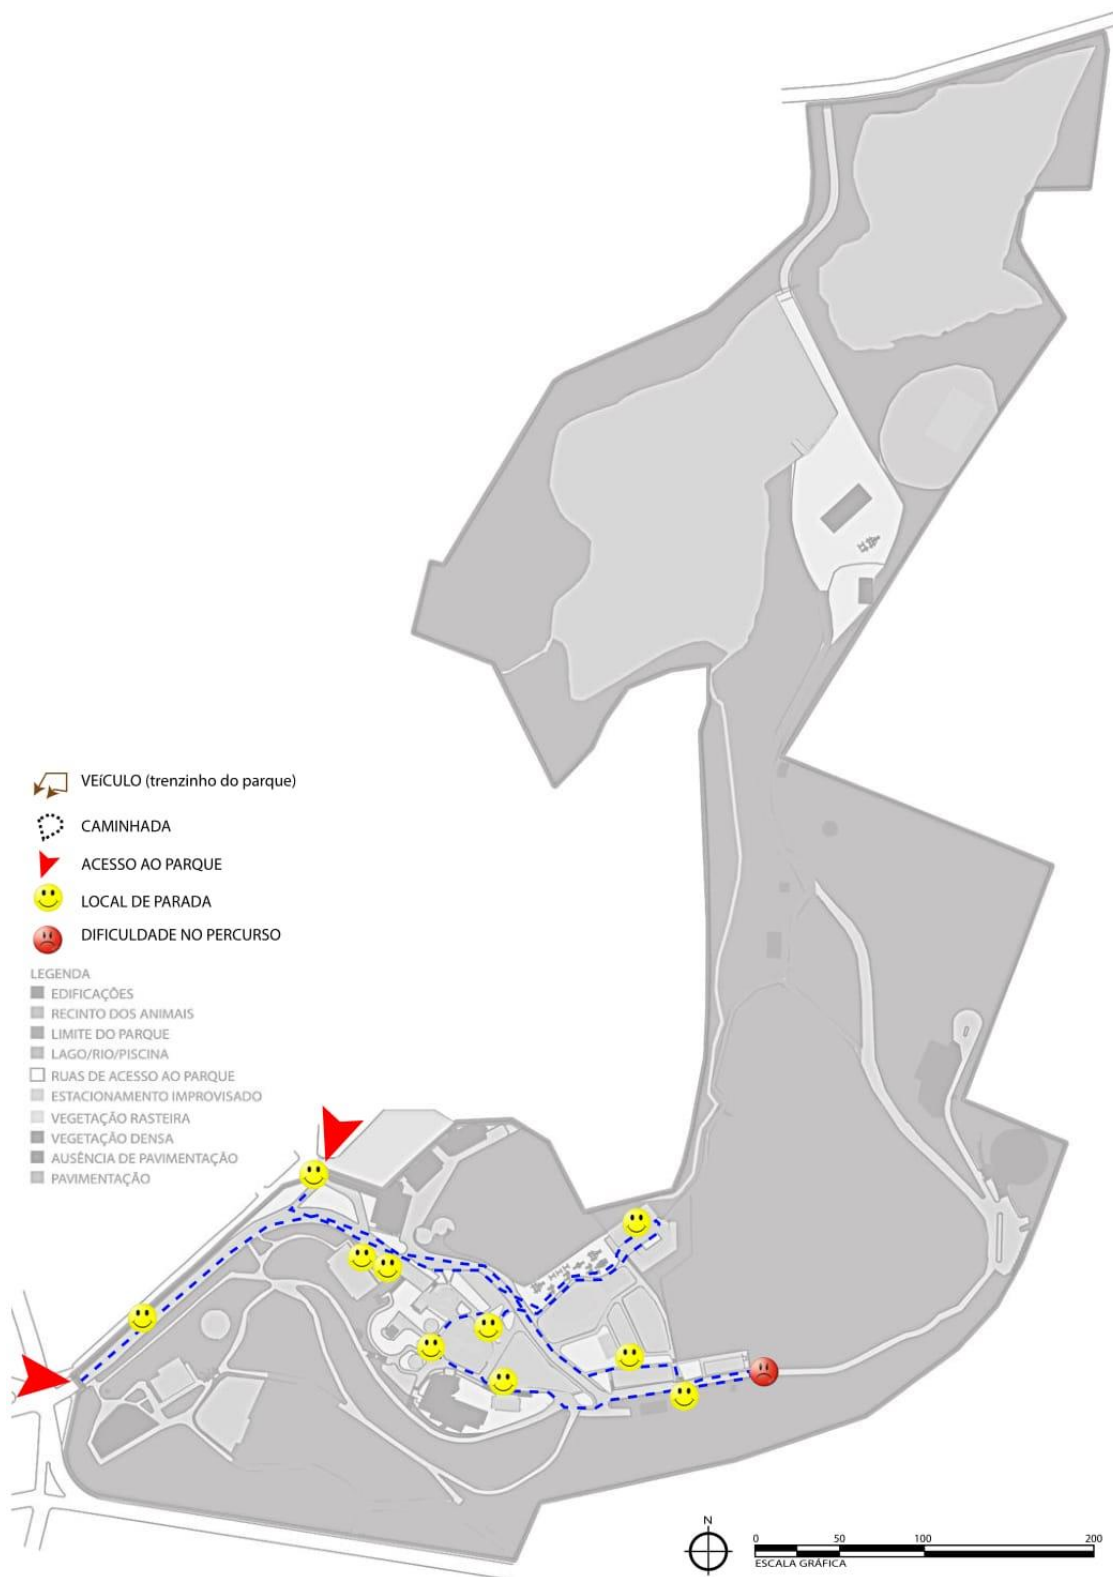 VEÍCULO (trenzinho do parque)
CAMINHADA
ACESSO AO PARQUE
LOCAL DE PARADA
DIFICULDADE NO PERCURSO
LEGENDA
EDIFICAÇÕES
RECINTO DOS ANIMAIS
LIMITE DO PARQUE
LAGO/RIO/PISCINA
RUAS DE ACESSO AO PARQUE
ESTACIONAMENTO IMPROVISADO
VEGETAÇÃO RASTEIRA
VEGETAÇÃO DENSA
AUSÊNCIA DE PAVIMENTAÇÃO
PAVIMENTAÇÃO
N
0 50 100 200
ESCALA GRÁFICA